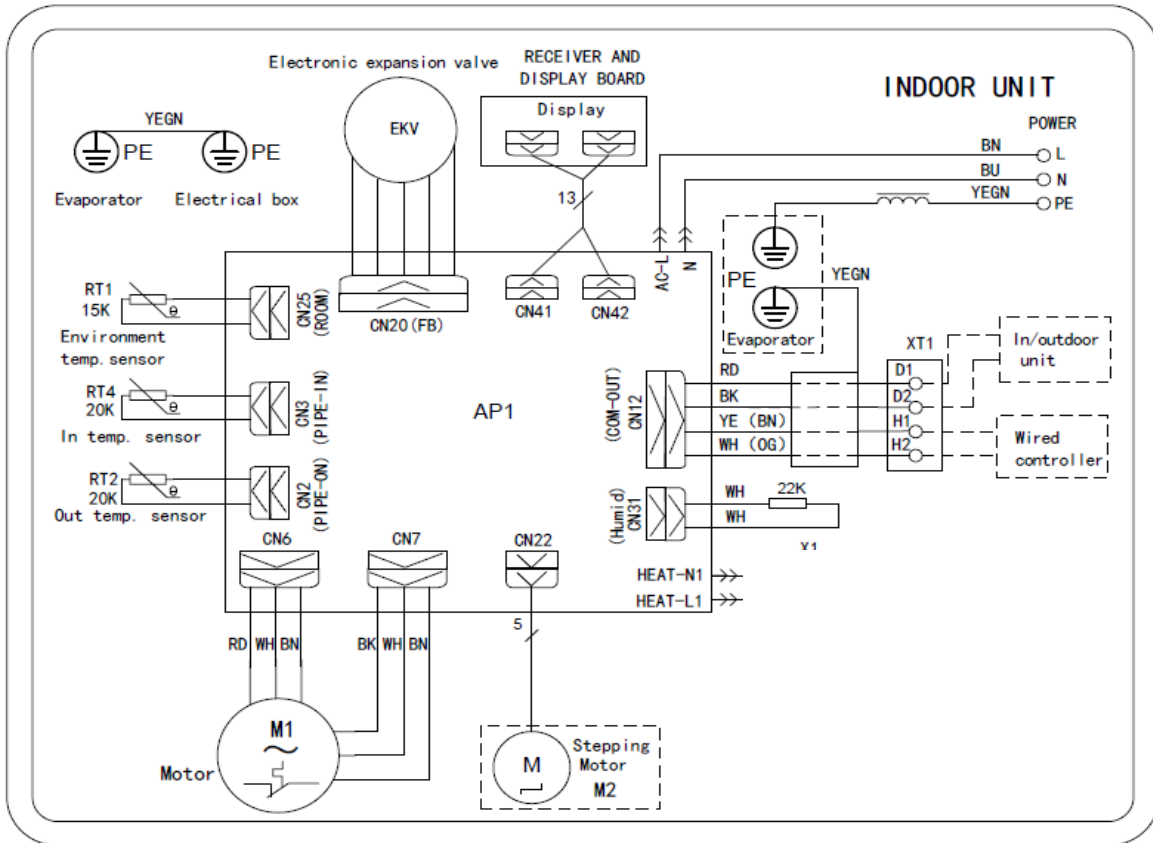 Electronic expansion valve
EKV
RECEIVER AND
DISPLAY BOARD
Display
INDOOR UNIT
POWER
BN
L
BU
N
YEGN
PE
YEGN
PE
PE
Evaporator
Electrical box
13
AC-L
N
PE
YEGN
Evaporator
RT1
15K
θ
Environment
temp. sensor
CN25
(ROOM)
CN20(FB)
CN41
CN42
RT4
20K
θ
In temp. sensor
CN3
(PIPE-IN)
RT2
20K
θ
Out temp. sensor
CN2
(PIPE-ON)
AP1
(COM-OUT)
CN12
RD
BK
YE (BN)
WH (OG)
XT1
D1
D2
H1
H2
In/outdoor
unit
Wired
controller
(Humid)
CN31
WH
22K
WH
CN6
CN7
CN22
HEAT-N1
HEAT-L1
RD WH BN
BK WH BN
5
M1
Motor
M
Stepping
Motor
M2